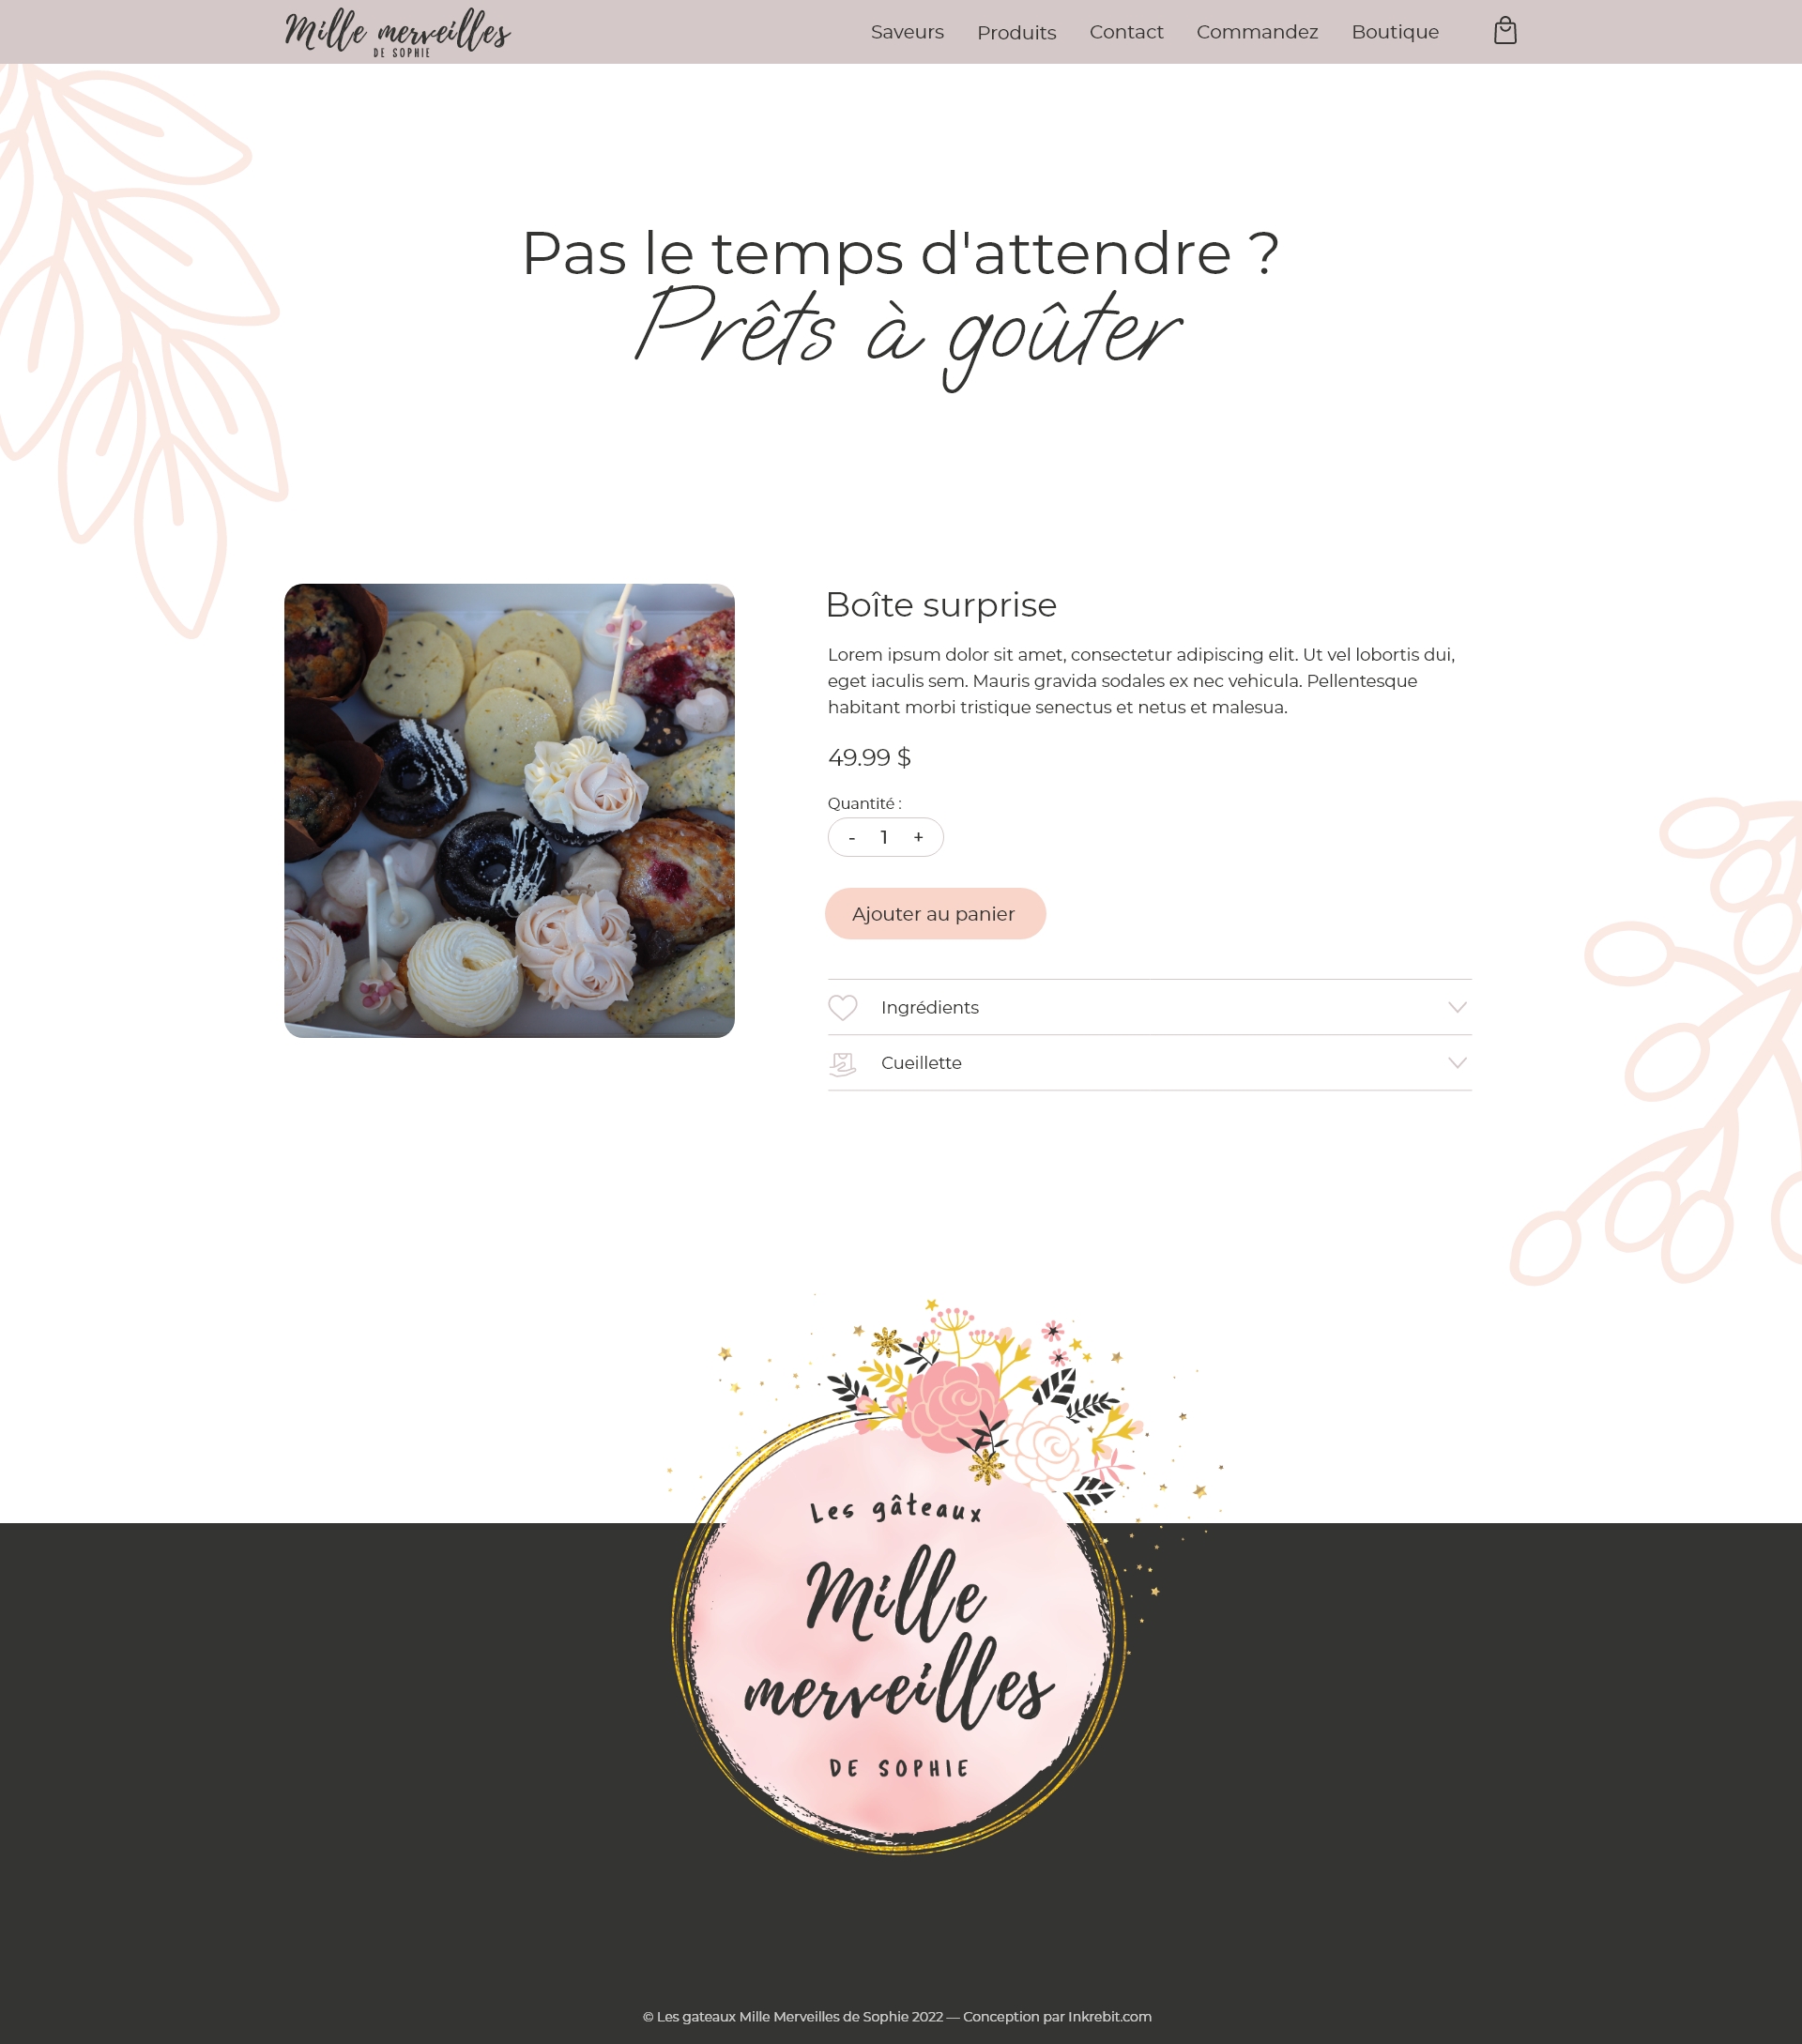 Mille merveilles
DE SOPHIE
Saveurs Produits Contact Commandez Boutique
Pas le temps d'attendre ?
Prêts à goûter
Boîte surprise
Lorem ipsum dolor sit amet, consectetur adipiscing elit. Ut vel lobortis dui,
eget iaculis sem. Mauris gravida sodales ex nec vehicula. Pellentesque
habitant morbi tristique senectus et netus et malesua.
49.99 $
Quantité :
- 1 +
Ajouter au panier
Ingrédients
Cueillette
Les gâteaux
Mille
merveilles
DE SOPHIE
© Les gateaux Mille Merveilles de Sophie 2022 — Conception par Inkrebit.com